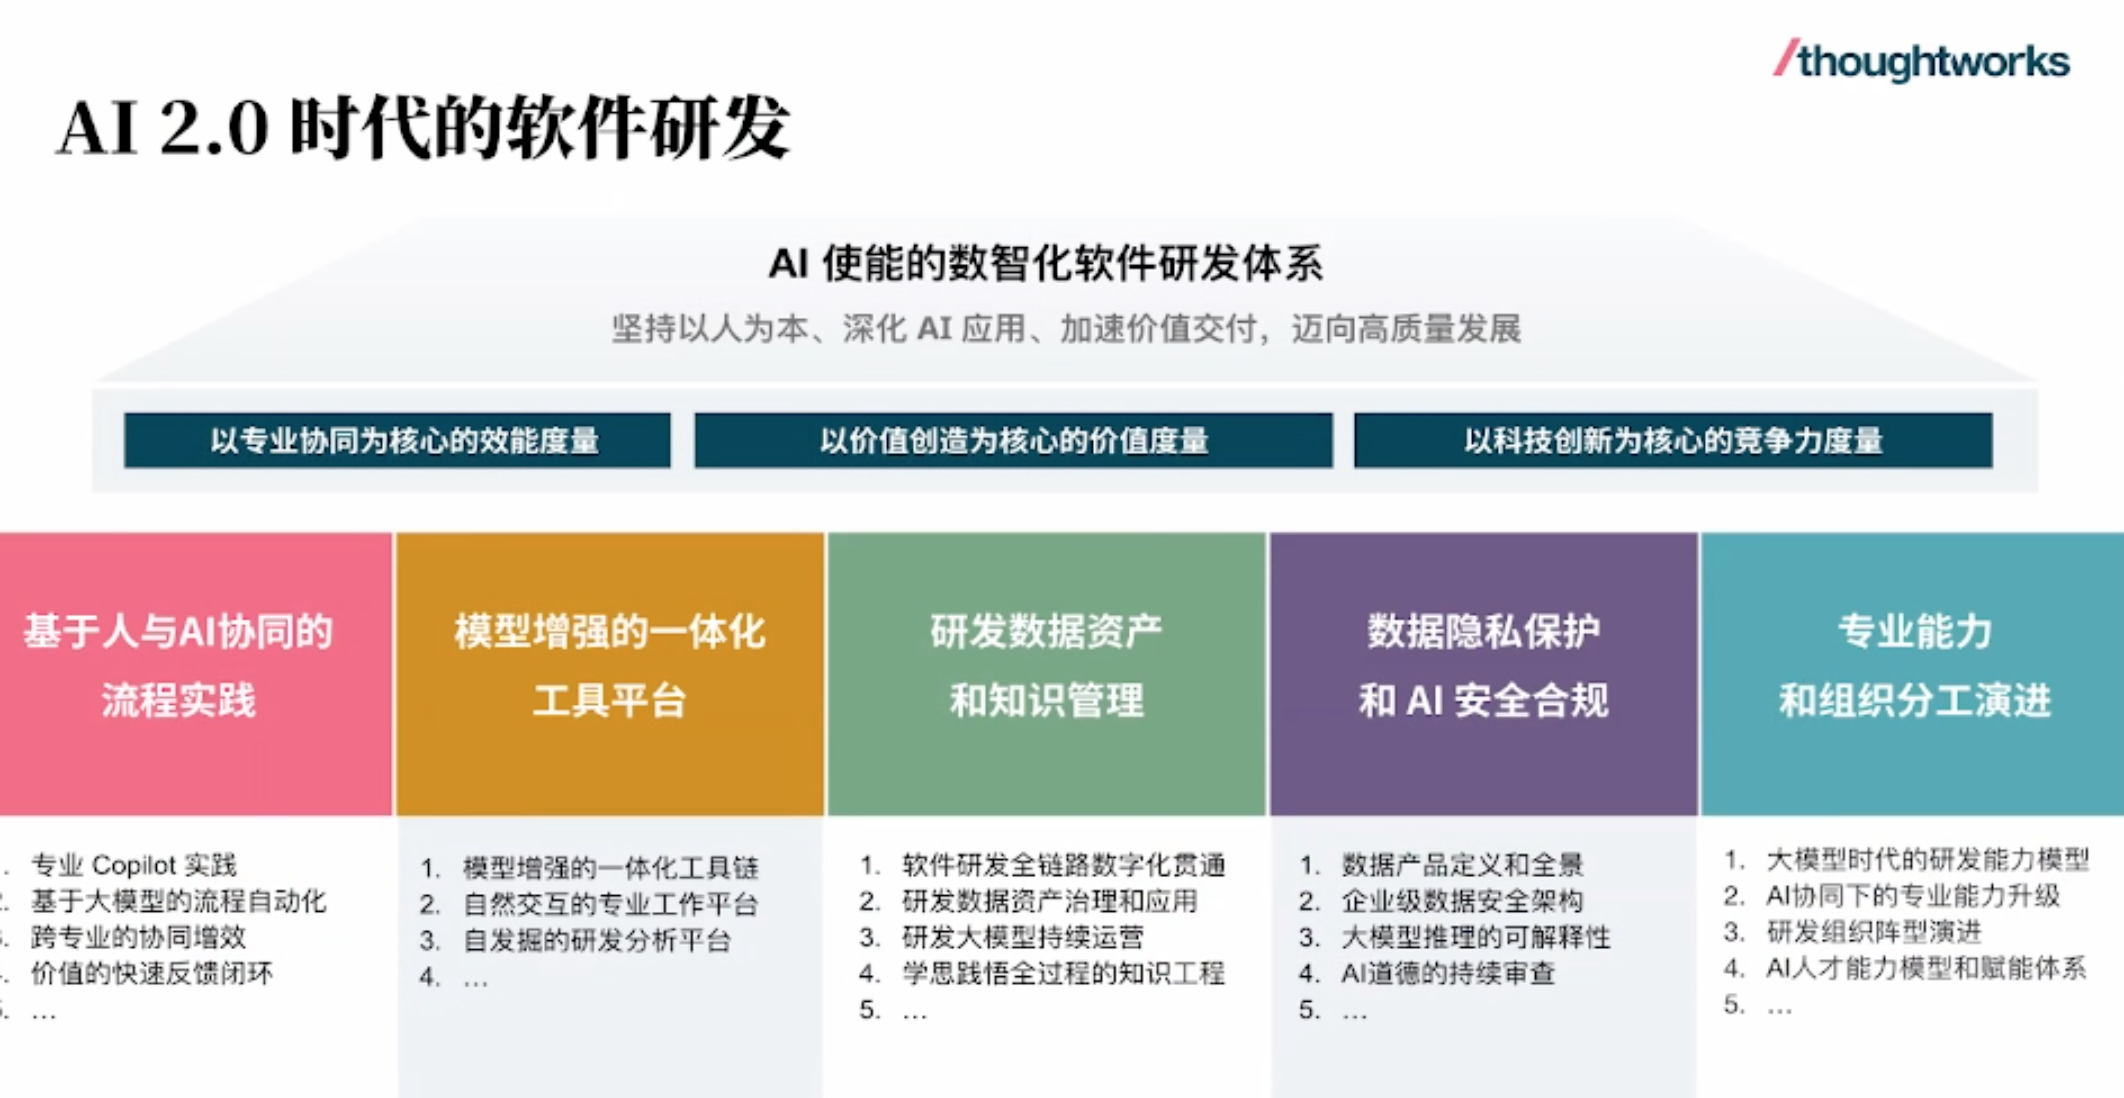 /thoughtworks
AI 2.0 时代的软件研发
AI 使能的数智化软件研发体系
坚持以人为本、深化 AI 应用、加速价值交付，迈向高质量发展
以专业协同为核心的效能度量
以价值创造为核心的价值度量
以科技创新为核心的竞争力度量
基于人与AI协同的
流程实践
专业 Copilot 实践
基于大模型的流程自动化
跨专业的协同增效
价值的快速反馈闭环
...
模型增强的一体化
工具平台
1. 模型增强的一体化工具链
2. 自然交互的专业工作平台
3. 自发掘的研发分析平台
4. ...
研发数据资产
和知识管理
1. 软件研发全链路数字化贯通
2. 研发数据资产治理和应用
3. 研发大模型持续运营
4. 学思践悟全过程的知识工程
5. ...
数据隐私保护
和 AI 安全合规
1. 数据产品定义和全景
2. 企业级数据安全架构
3. 大模型推理的可解释性
4. AI道德的持续审查
5. ...
专业能力
和组织分工演进
1. 大模型时代的研发能力模型
2. AI协同下的专业能力升级
3. 研发组织阵型演进
4. AI人才能力模型和赋能体系
5. ...